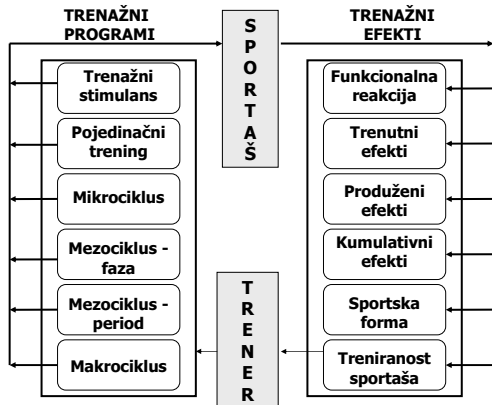 TRENAŽNI
PROGRAMI
Trenažni
stimulans
Pojedinačni
trening
Mikrociklus
Mezociklus -
faza
Mezociklus -
period
Makrociklus
S
P
O
R
T
A
Š
T
R
E
N
E
R
TRENAŽNI
EFEKTI
Funkcionalna
reakcija
Trenutni
efekti
Produženi
efekti
Kumulativni
efekti
Sportska
forma
Treniranost
sportaša